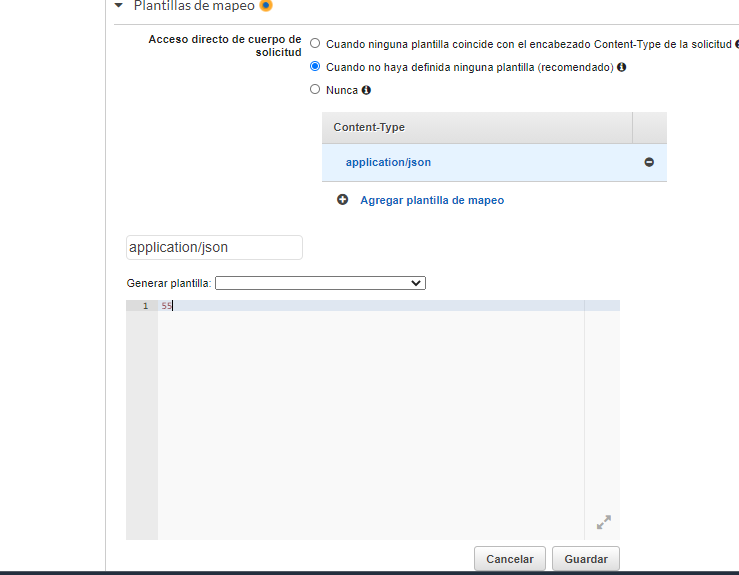 Plantillas de mapeo
Acceso directo de cuerpo de solicitud
Cuando ninguna plantilla coincide con el encabezado Content-Type de la solicitud
Cuando no haya definida ninguna plantilla (recomendado)
Nunca
Content-Type
application/json
Agregar plantilla de mapeo
application/json
Generar plantilla:
1 55
Cancelar Guardar